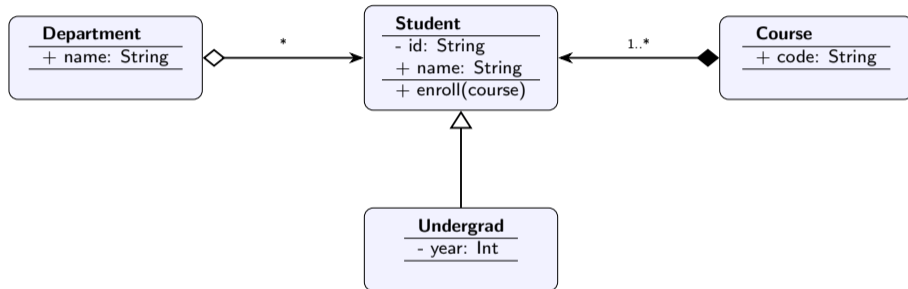 Department
+ name: String
*
Student
- id: String
+ name: String
+ enroll(course)
1..*
Course
+ code: String
Undergrad
- year: Int